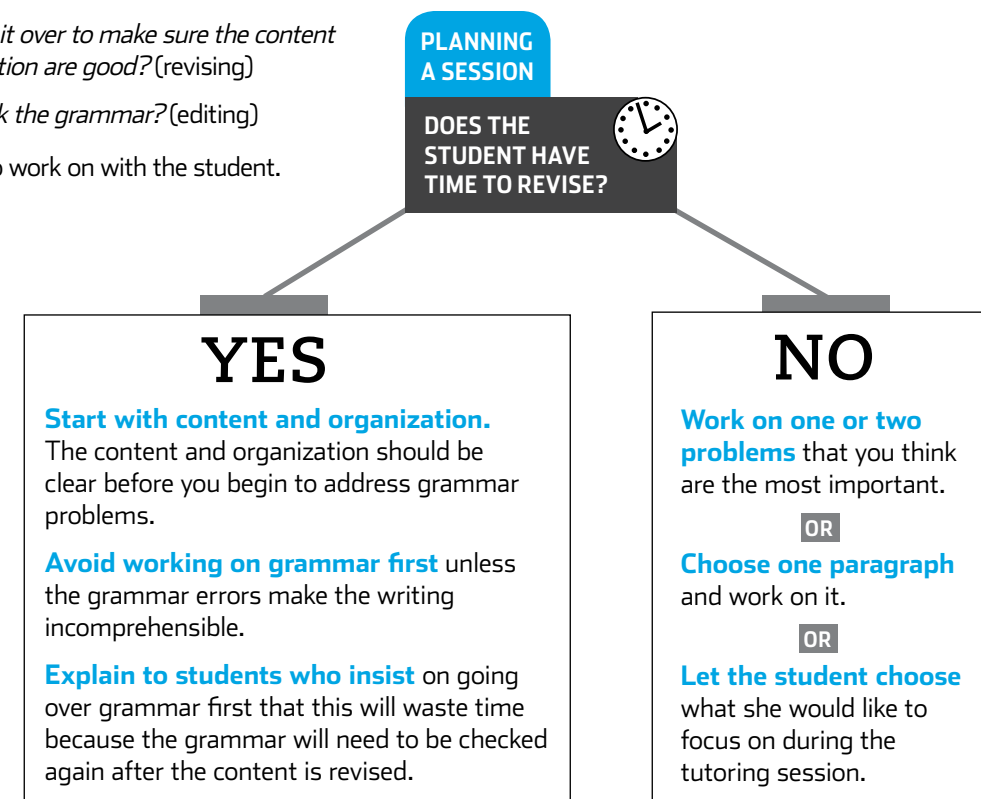 it over to make sure the content
tion are good? (revising)
k the grammar? (editing)
o work on with the student.
PLANNING
A SESSION
DOES THE
STUDENT HAVE
TIME TO REVISE?
YES
Start with content and organization.
The content and organization should be
clear before you begin to address grammar
problems.
Avoid working on grammar first unless
the grammar errors make the writing
incomprehensible.
Explain to students who insist on going
over grammar first that this will waste time
because the grammar will need to be checked
again after the content is revised.
NO
Work on one or two
problems that you think
are the most important.
OR
Choose one paragraph
and work on it.
OR
Let the student choose
what she would like to
focus on during the
tutoring session.